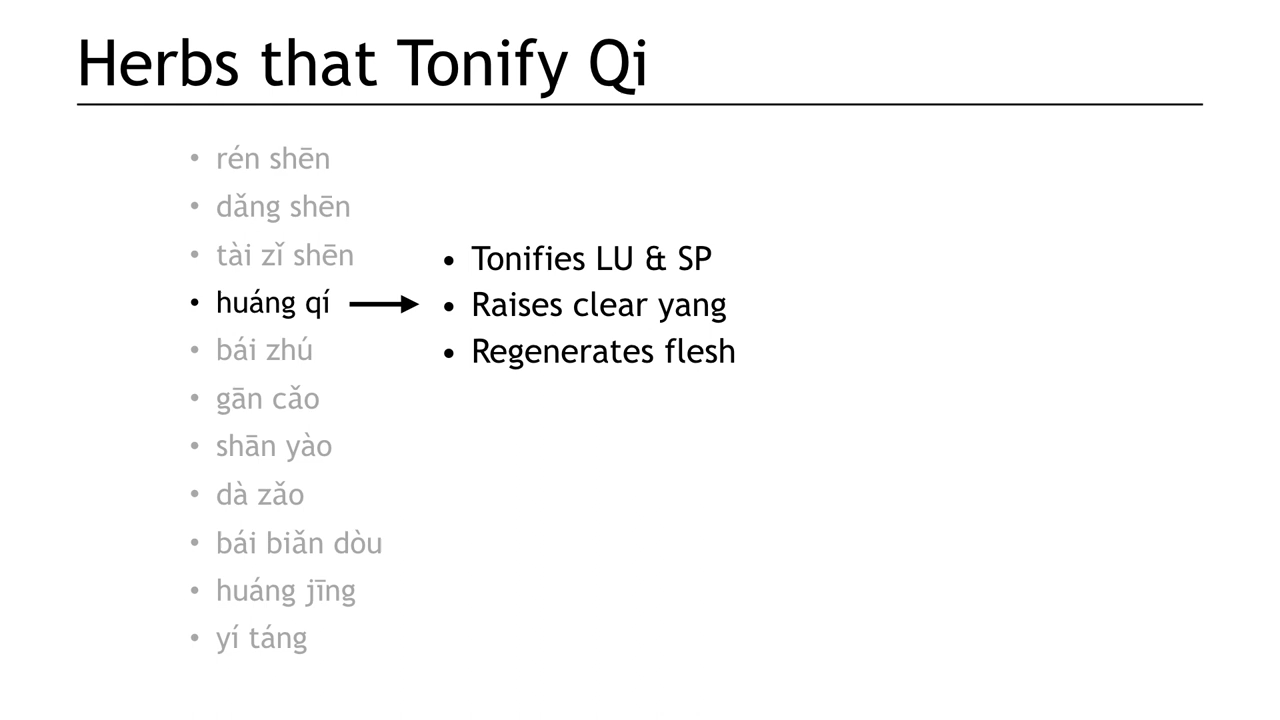 Herbs that Tonify Qi
• rén shēn
• dǎng shēn
• tài zǐ shēn
• huáng qí
• Tonifies LU & SP
• Raises clear yang
• Regenerates flesh
• bái zhú
• gān cǎo
• shān yào
• dà zǎo
• bái biǎn dòu
• huáng jīng
• yí táng